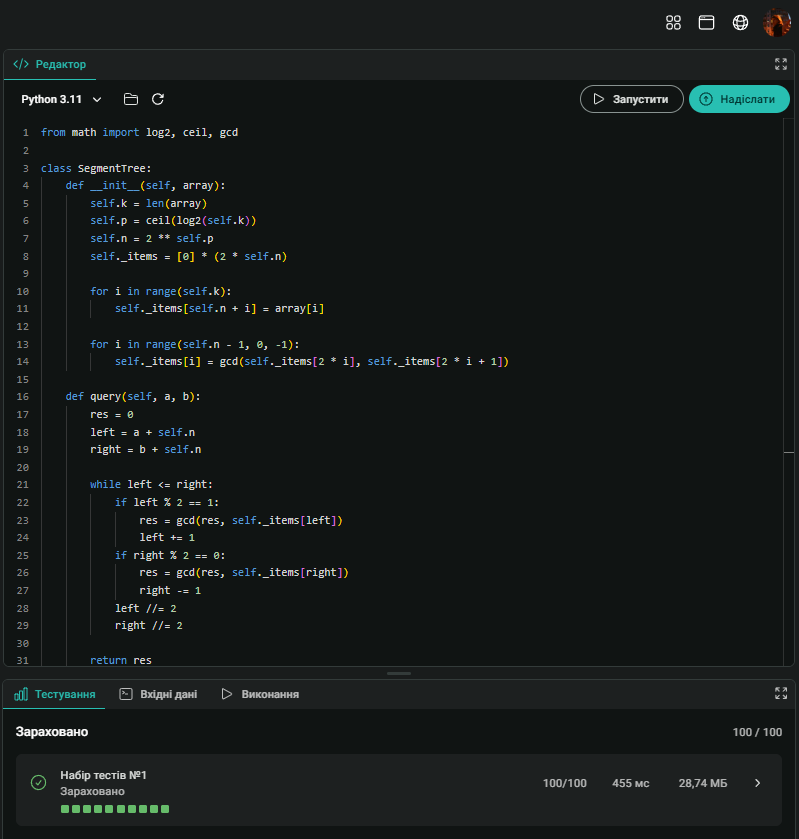 </> Редактор
Python 3.11
Запустити
Надіслати
1 from math import log2, ceil, gcd
2
3 class SegmentTree:
4     def __init__(self, array):
5         self.k = len(array)
6         self.p = ceil(log2(self.k))
7         self.n = 2 ** self.p
8         self._items = [0] * (2 * self.n)
9
10         for i in range(self.k):
11             self._items[self.n + i] = array[i]
12
13         for i in range(self.n - 1, 0, -1):
14             self._items[i] = gcd(self._items[2 * i], self._items[2 * i + 1])
15
16     def query(self, a, b):
17         res = 0
18         left = a + self.n
19         right = b + self.n
20
21         while left <= right:
22             if left % 2 == 1:
23                 res = gcd(res, self._items[left])
24                 left += 1
25             if right % 2 == 0:
26                 res = gcd(res, self._items[right])
27                 right -= 1
28             left //= 2
29             right //= 2
30
31         return res
Тестування
Вхідні дані
Виконання
Зараховано
100 / 100
Набір тестів №1
Зараховано
100/100
455 мс
28,74 МБ